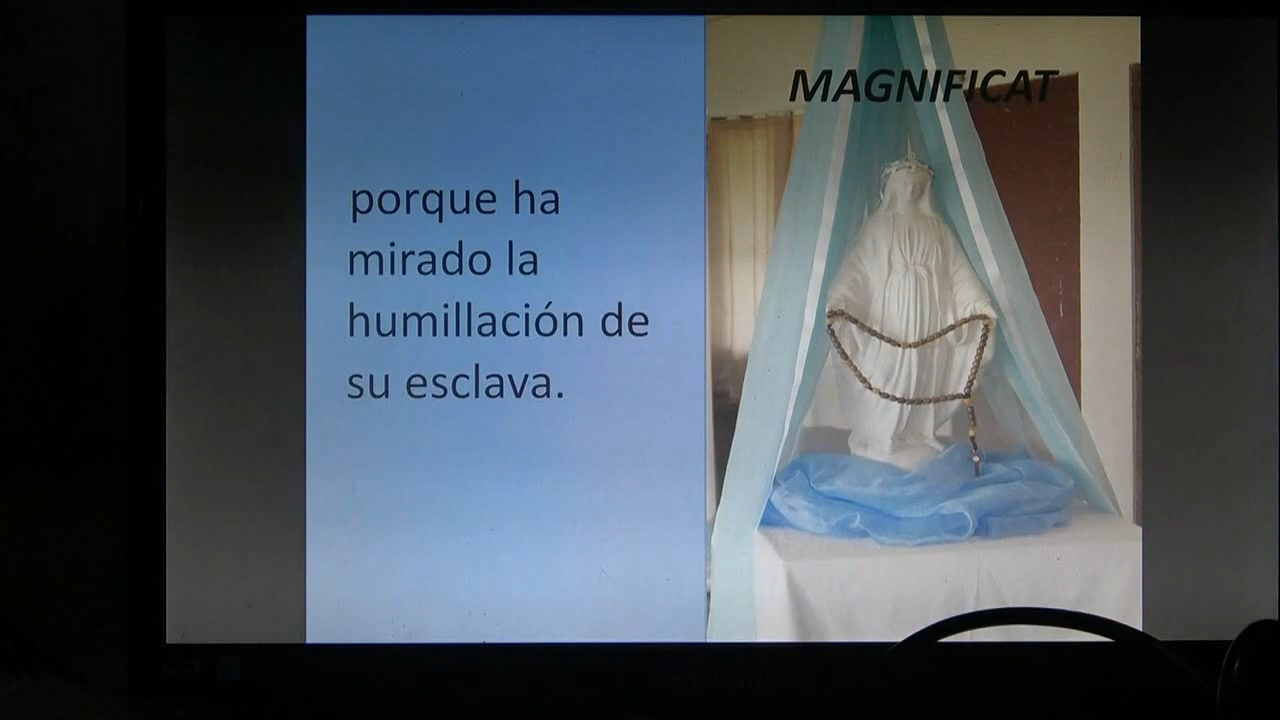 MAGNIFICAT
porque ha
mirado la
humillación de
su esclava.